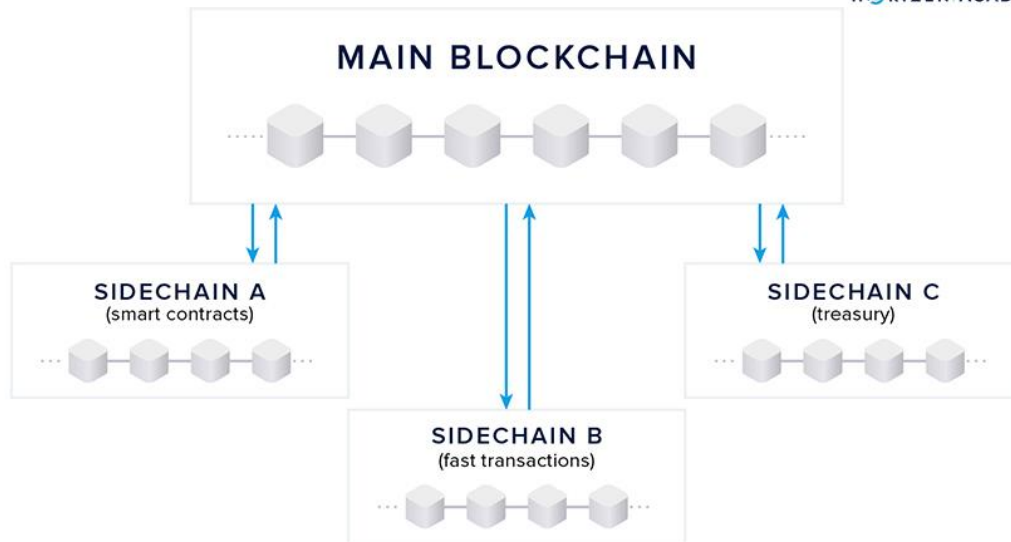 MAIN BLOCKCHAIN
SIDECHAIN A
(smart contracts)
SIDECHAIN C
(treasury)
SIDECHAIN B
(fast transactions)